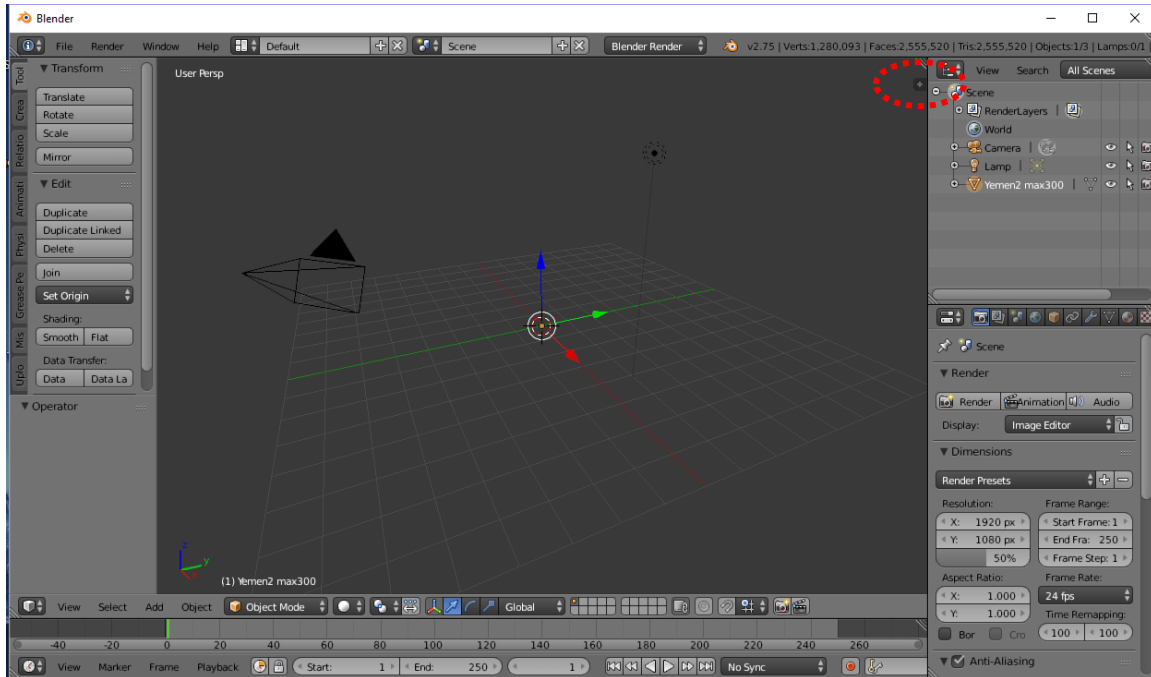 Blender
File Render Window Help Default Scene Blender Render v2.75 | Verts:1,280,093 | Faces:2,555,520 | Tris:2,555,520 | Objects:1/3 | Lamps:0/1 |
Tool
Crea
Relatio
Animati
Physi
Grease Pe
Mis
Uplo
Transform
Translate
Rotate
Scale
Mirror
Edit
Duplicate
Duplicate Linked
Delete
Join
Set Origin
Shading:
Smooth Flat
Data Transfer:
Data Data La
Operator
User Persp
z
y
x
(1) Yemen2 max300
View Select Add Object Object Mode Global
-40 -20 0 20 40 60 80 100 120 140 160 180 200 220 240 260
View Marker Frame Playback Start: 1 End: 250 1 No Sync
View Search All Scenes
Scene
RenderLayers |
World
Camera |
Lamp |
Yemen2 max300 |
Scene
Render
Render Animation Audio
Display: Image Editor
Dimensions
Render Presets
Resolution: Frame Range:
X: 1920 px Start Frame: 1
Y: 1080 px End Fra: 250
50% Frame Step: 1
Aspect Ratio: Frame Rate:
X: 1.000 24 fps
Y: 1.000 Time Remapping:
Bor Cro 100 100
Anti-Aliasing